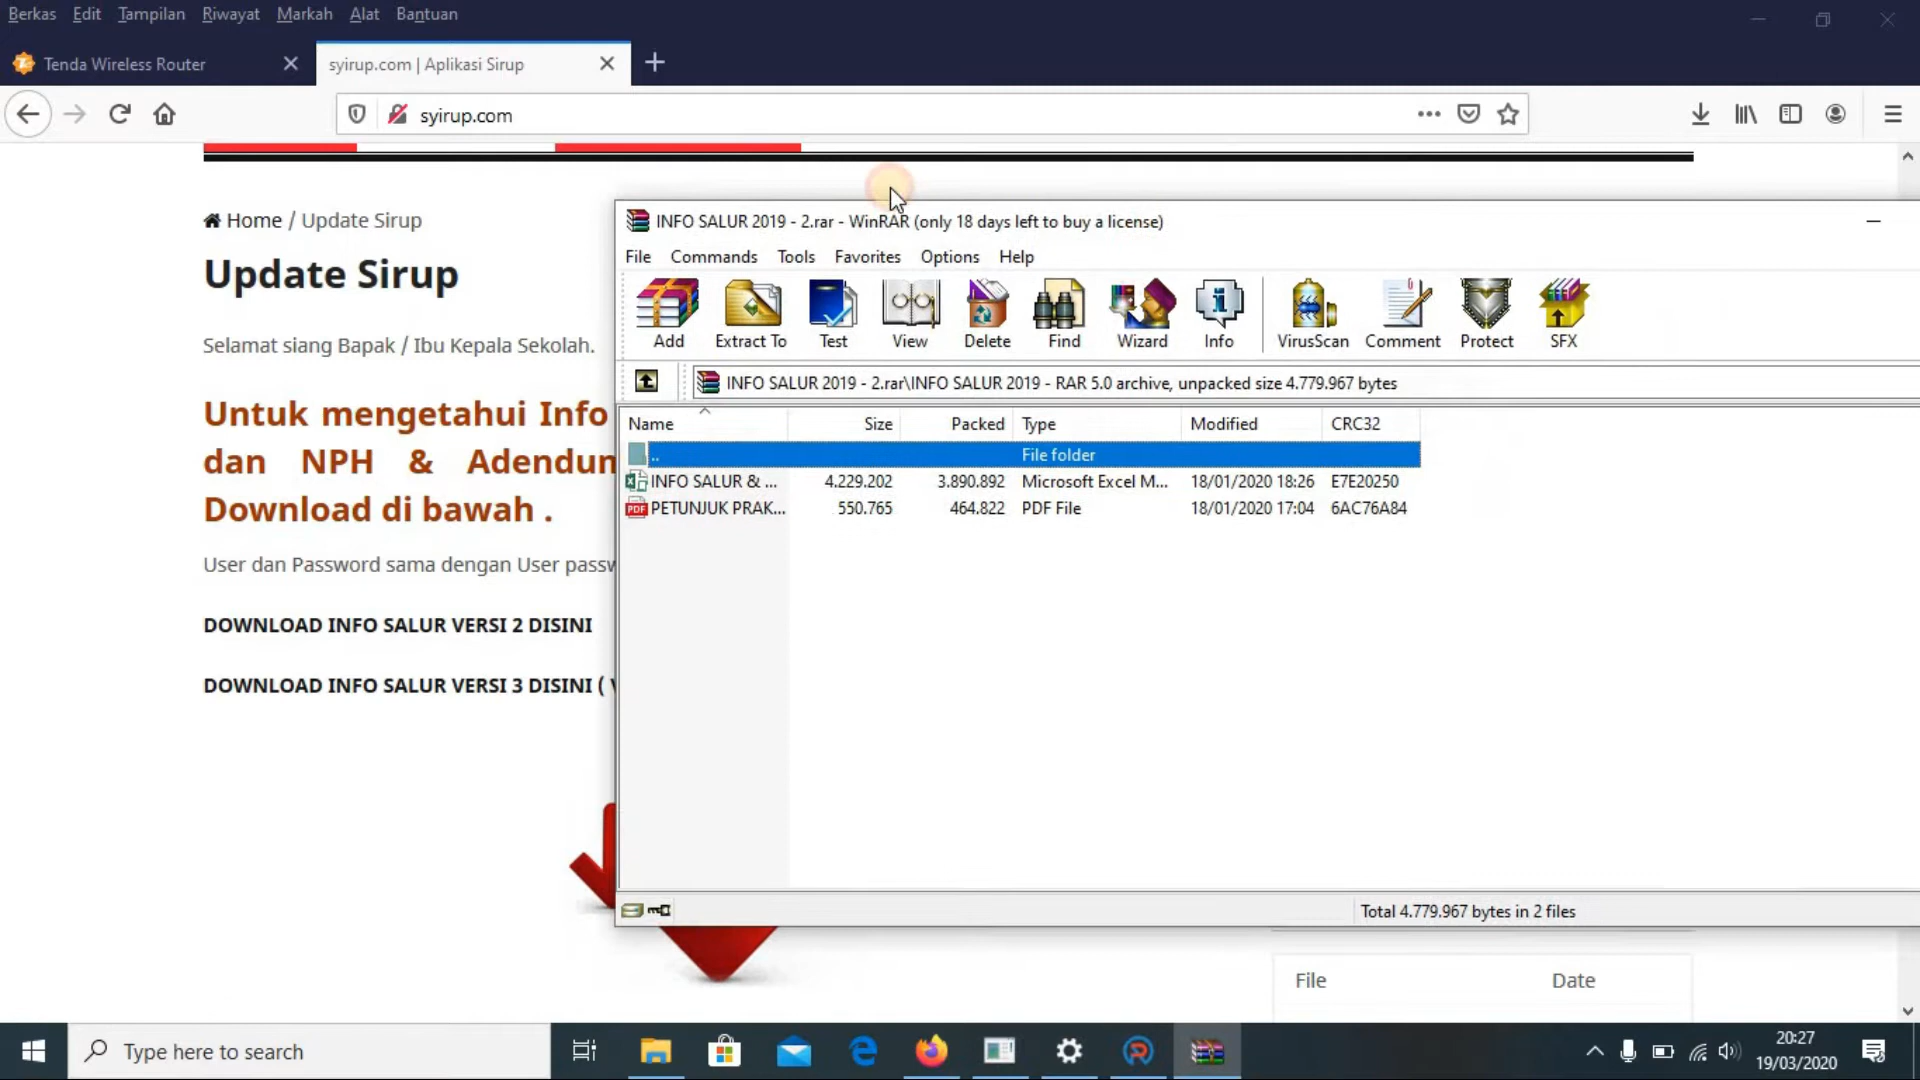 Berkas Edit Tampilan Riwayat Markah Alat Bantuan
Tenda Wireless Router
syirup.com | Aplikasi Sirup
syirup.com
Home / Update Sirup
Update Sirup
Selamat siang Bapak / Ibu Kepala Sekolah.
Untuk mengetahui Info
dan NPH & Adendum
Download di bawah .
User dan Password sama dengan User passw
DOWNLOAD INFO SALUR VERSI 2 DISINI
DOWNLOAD INFO SALUR VERSI 3 DISINI (
INFO SALUR 2019 - 2.rar - WinRAR (only 18 days left to buy a license)
File Commands Tools Favorites Options Help
Add Extract To Test View Delete Find Wizard Info VirusScan Comment Protect SFX
INFO SALUR 2019 - 2.rar\INFO SALUR 2019 - RAR 5.0 archive, unpacked size 4.779.967 bytes
Name Size Packed Type Modified CRC32
.. File folder
INFO SALUR & ... 4.229.202 3.890.892 Microsoft Excel M... 18/01/2020 18:26 E7E20250
PDF PETUNJUK PRAK... 550.765 464.822 PDF File 18/01/2020 17:04 6AC76A84
Total 4.779.967 bytes in 2 files
File Date
Type here to search
20:27
19/03/2020